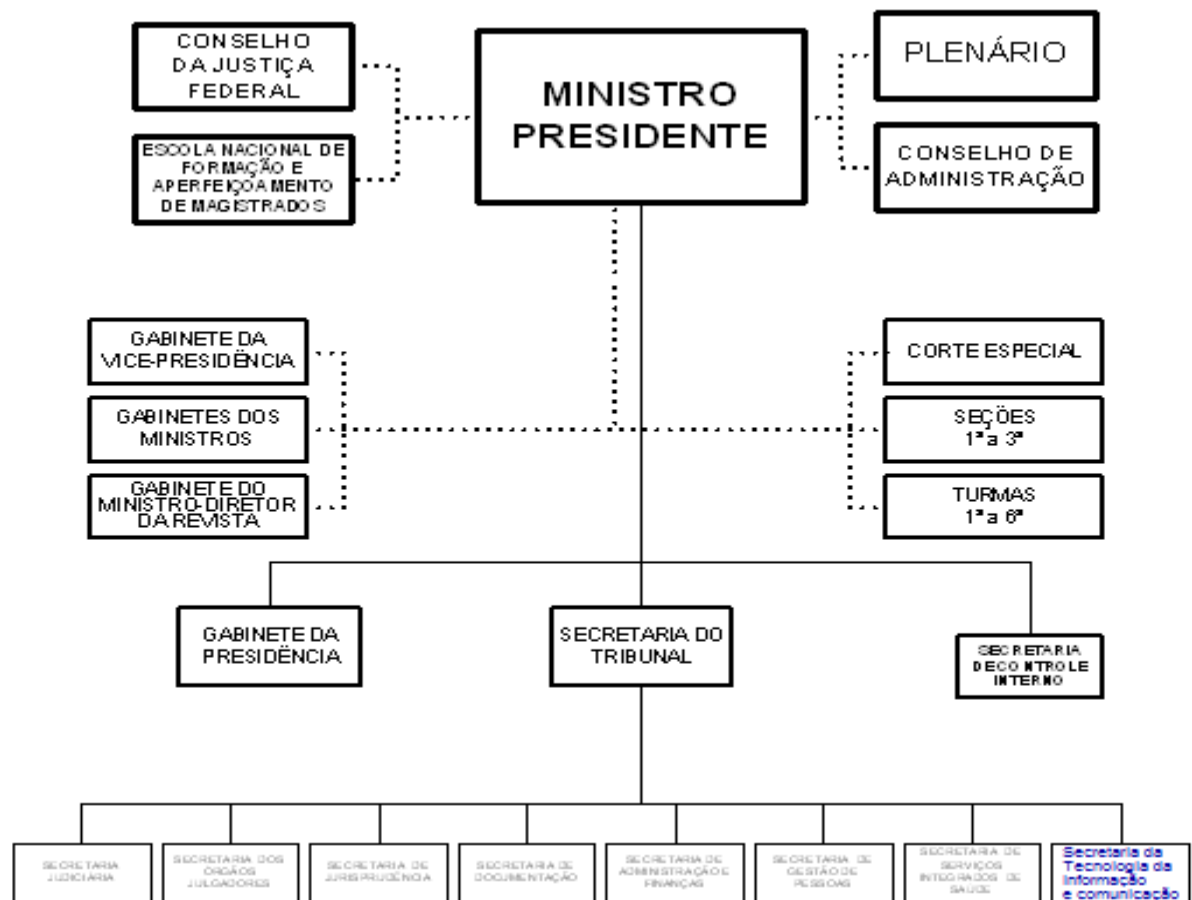 CONSELHO
DA JUSTIÇA
FEDERAL
ESCOLA NACIONAL DE
FORMAÇÃO E
APERFEIÇOAMENTO
DE MAGISTRADOS
MINISTRO
PRESIDENTE
PLENÁRIO
CONSELHO DE
ADMINISTRAÇÃO
GABINETE DA
VICE-PRESIDÊNCIA
GABINETES DOS
MINISTROS
GABINETE DO
MINISTRO-DIRETOR
DA REVISTA
CORTE ESPECIAL
SEÇÕES
1ª a 3ª
TURMAS
1ª a 6ª
GABINETE DA
PRESIDÊNCIA
SECRETARIA DO
TRIBUNAL
SECRETARIA
DE CONTROLE
INTERNO
SECRETARIA
JUDICIÁRIA
SECRETARIA DOS
ORGÃOS
JULGADORES
SECRETARIA DE
JURISPRUDÊNCIA
SECRETARIA DE
DOCUMENTAÇÃO
SECRETARIA DE
ADMINISTRAÇÃO E
FINANÇAS
SECRETARIA DE
GESTÃO DE
PESSOAS
SECRETARIA DE
SERVIÇOS
INTEGRADOS DE
SAUDE
Secretaria da
Tecnologia da
Informação
e comunicação